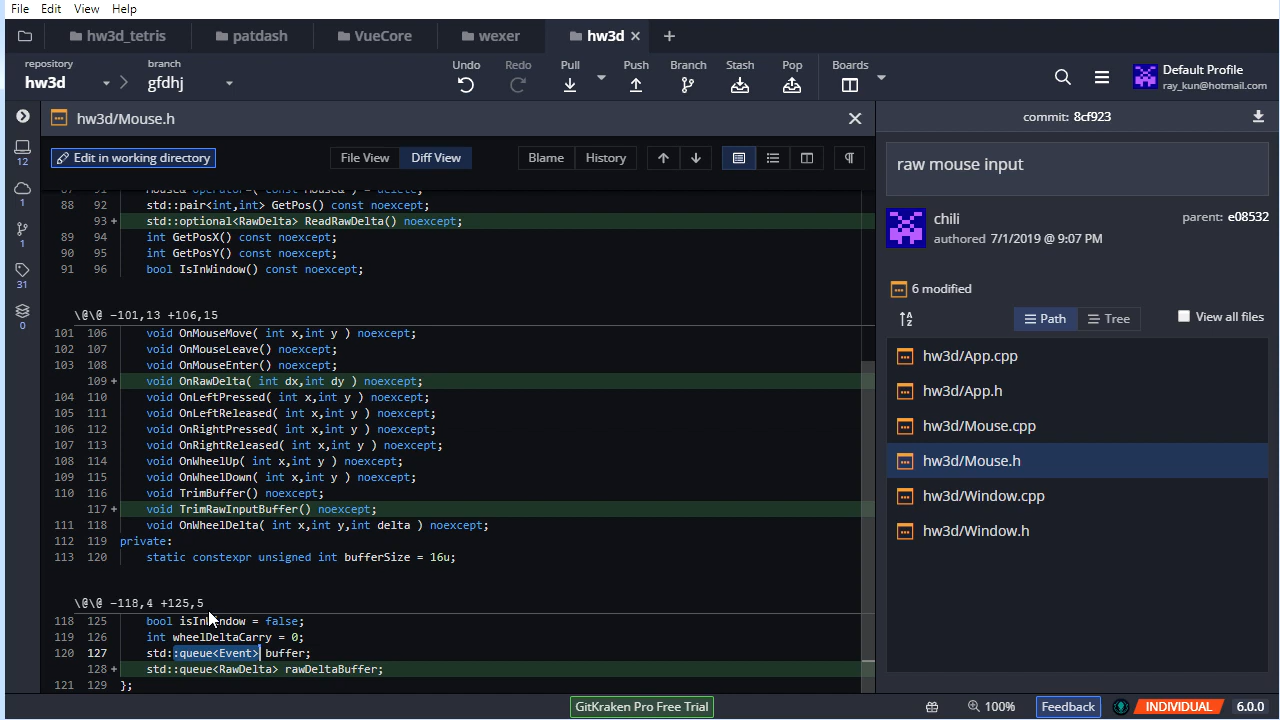 File Edit View Help
hw3d_tetris patdash VueCore wexer hw3d
repository branch Undo Redo Pull Push Branch Stash Pop Boards
hw3d gfdhj
Default Profile
ray_kun@hotmail.com
12
1
1
31
0
hw3d/Mouse.h
Edit in working directory File View Diff View Blame History
88 92 std::pair<int,int> GetPos() const noexcept;
93 + std::optional<RawDelta> ReadRawDelta() noexcept;
89 94 int GetPosX() const noexcept;
90 95 int GetPosY() const noexcept;
91 96 bool IsInWindow() const noexcept;
\@\@ -101,13 +106,15
101 106 void OnMouseMove( int x,int y ) noexcept;
102 107 void OnMouseLeave() noexcept;
103 108 void OnMouseEnter() noexcept;
109 + void OnRawDelta( int dx,int dy ) noexcept;
104 110 void OnLeftPressed( int x,int y ) noexcept;
105 111 void OnLeftReleased( int x,int y ) noexcept;
106 112 void OnRightPressed( int x,int y ) noexcept;
107 113 void OnRightReleased( int x,int y ) noexcept;
108 114 void OnWheelUp( int x,int y ) noexcept;
109 115 void OnWheelDown( int x,int y ) noexcept;
110 116 void TrimBuffer() noexcept;
117 + void TrimRawInputBuffer() noexcept;
111 118 void OnWheelDelta( int x,int y,int delta ) noexcept;
112 119 private:
113 120 static constexpr unsigned int bufferSize = 16u;
\@\@ -118,4 +125,5
118 125 bool isInWindow = false;
119 126 int wheelDeltaCarry = 0;
120 127 std::queue<Event> buffer;
128 + std::queue<RawDelta> rawDeltaBuffer;
121 129 };
commit: 8cf923
raw mouse input
chili parent: e08532
authored 7/1/2019 @ 9:07 PM
6 modified
Path Tree View all files
hw3d/App.cpp
hw3d/App.h
hw3d/Mouse.cpp
hw3d/Mouse.h
hw3d/Window.cpp
hw3d/Window.h
GitKraken Pro Free Trial 100% Feedback INDIVIDUAL 6.0.0